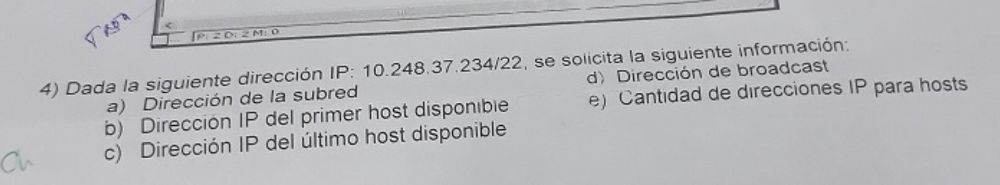 P: 2 D: 2 M: 0
4) Dada la siguiente dirección IP: 10.248.37.234/22, se solicita la siguiente información:
a) Dirección de la subred
b) Dirección IP del primer host disponible
c) Dirección IP del último host disponible
d) Dirección de broadcast
e) Cantidad de direcciones IP para hosts